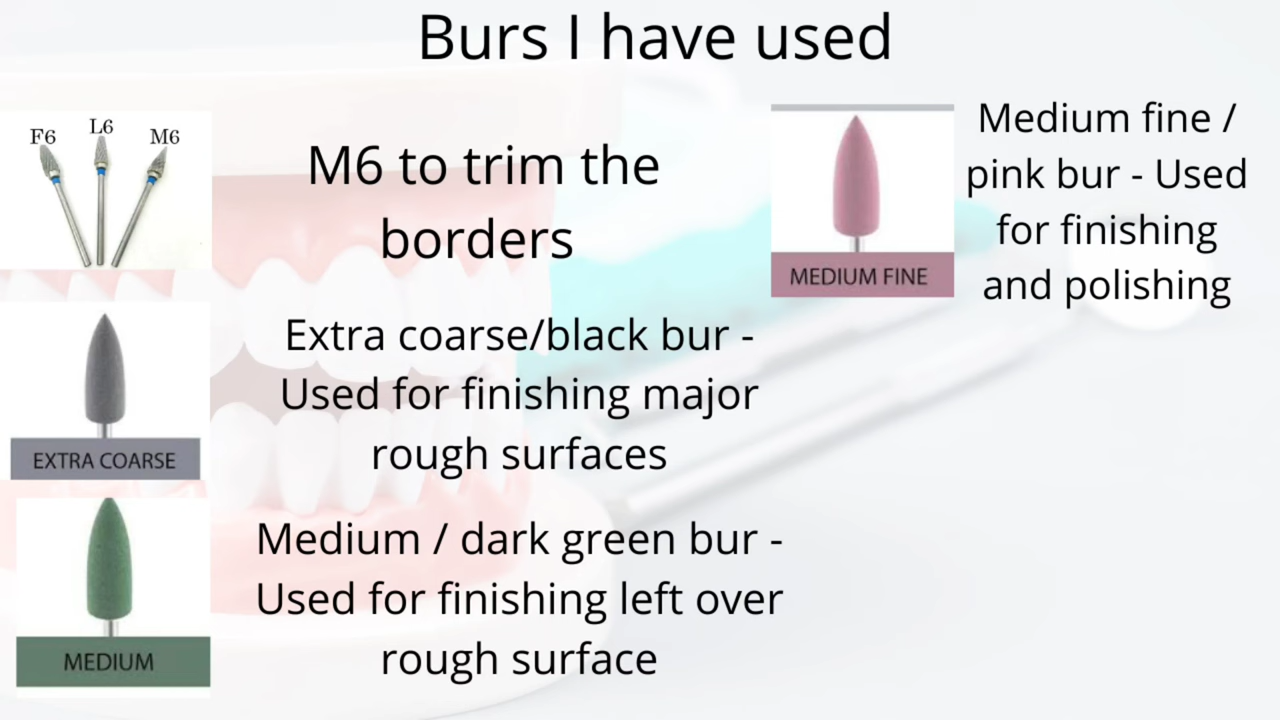 Burs I have used
F6
L6
M6
M6 to trim the
borders
EXTRA COARSE
Extra coarse/black bur -
Used for finishing major
rough surfaces
MEDIUM
Medium / dark green bur -
Used for finishing left over
rough surface
MEDIUM FINE
Medium fine /
pink bur - Used
for finishing
and polishing